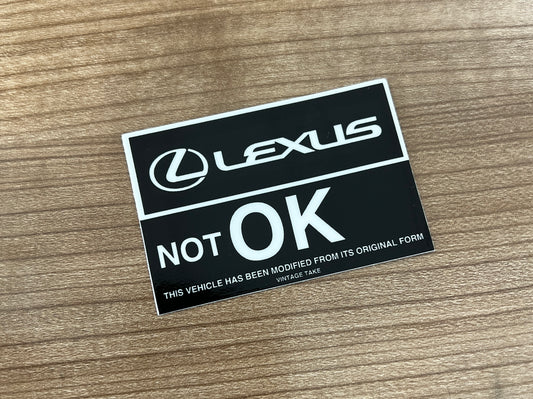 LEXUS
NOT OK
THIS VEHICLE HAS BEEN MODIFIED FROM ITS ORIGINAL FORM
VINTAGE TAKE